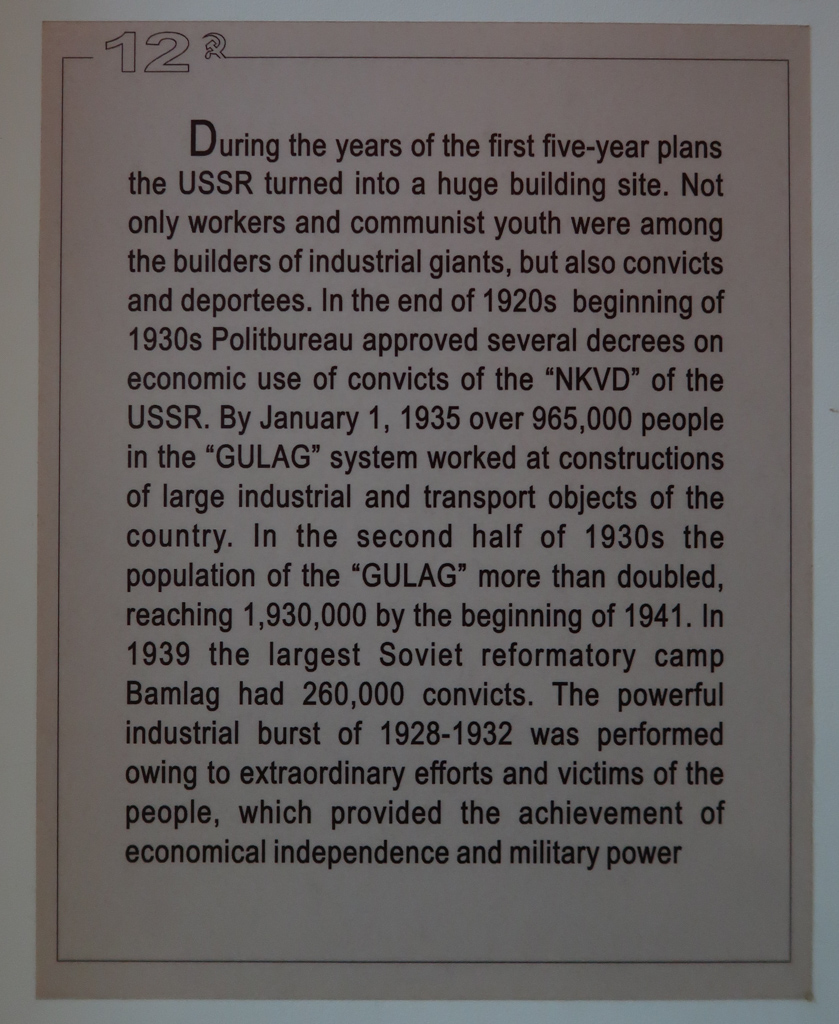 12
During the years of the first five-year plans
the USSR turned into a huge building site. Not
only workers and communist youth were among
the builders of industrial giants, but also convicts
and deportees. In the end of 1920s beginning of
1930s Politbureau approved several decrees on
economic use of convicts of the “NKVD” of the
USSR. By January 1, 1935 over 965,000 people
in the “GULAG” system worked at constructions
of large industrial and transport objects of the
country. In the second half of 1930s the
population of the “GULAG” more than doubled,
reaching 1,930,000 by the beginning of 1941. In
1939 the largest Soviet reformatory camp
Bamlag had 260,000 convicts. The powerful
industrial burst of 1928-1932 was performed
owing to extraordinary efforts and victims of the
people, which provided the achievement of
economical independence and military power